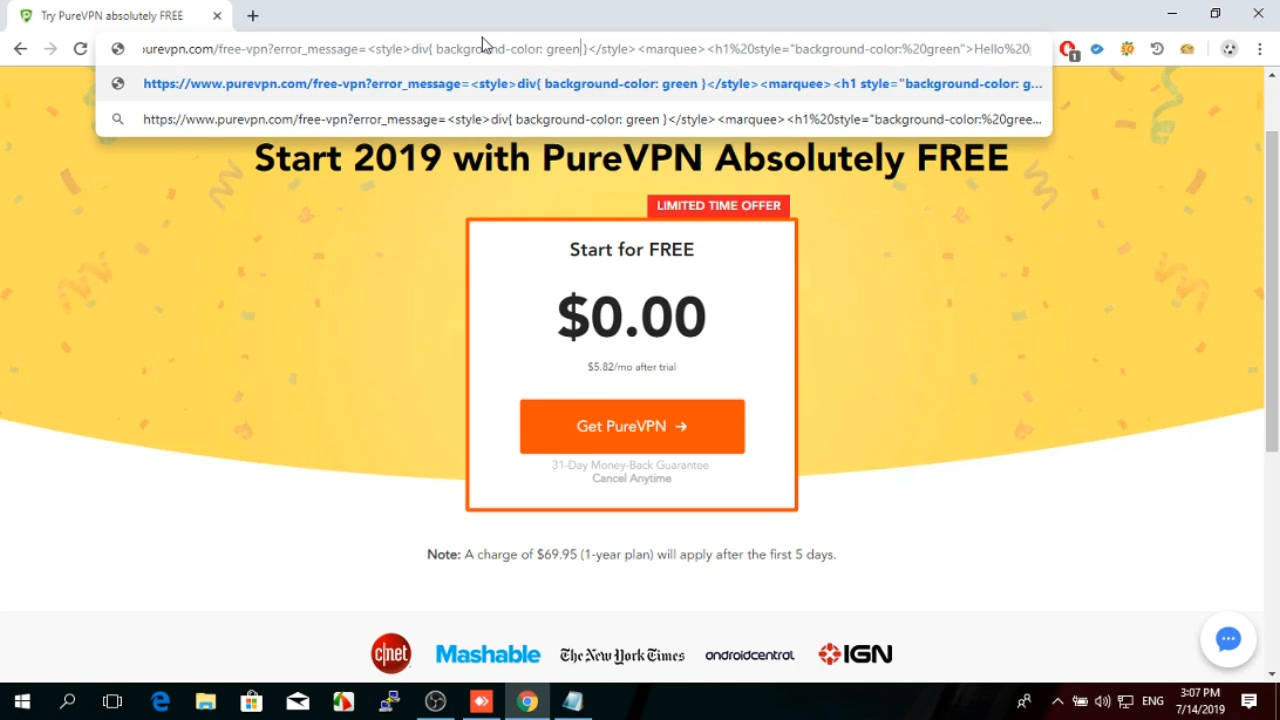 Try PureVPN absolutely FREE
purevpn.com/free-vpn?error_message=<style>div{ background-color: green }</style><marquee><h1%20style="background-color:%20green">Hello%20
1
https://www.purevpn.com/free-vpn?error_message=<style>div{ background-color: green }</style><marquee><h1 style="background-color: g...
https://www.purevpn.com/free-vpn?error_message=<style>div{ background-color: green }</style><marquee><h1%20style="background-color:%20gree...
Start 2019 with PureVPN Absolutely FREE
LIMITED TIME OFFER
Start for FREE
$0.00
$5.82/mo after trial
Get PureVPN →
31-Day Money-Back Guarantee
Cancel Anytime
Note: A charge of $69.95 (1-year plan) will apply after the first 5 days.
c|net Mashable The New York Times androidcentral IGN
ENG
3:07 PM
7/14/2019